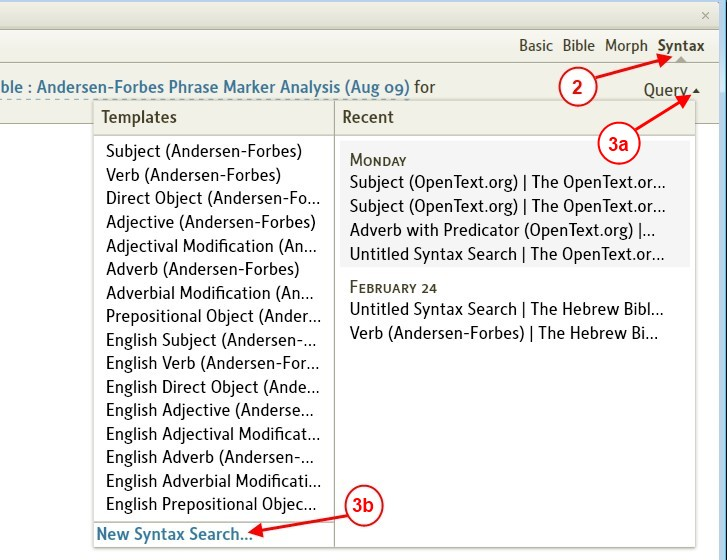 ×
Basic Bible Morph Syntax
2
ble : Andersen-Forbes Phrase Marker Analysis (Aug 09) for
Query
3a
Templates
Subject (Andersen-Forbes)
Verb (Andersen-Forbes)
Direct Object (Andersen-Fo...
Adjective (Andersen-Forbes)
Adjectival Modification (An...
Adverb (Andersen-Forbes)
Adverbial Modification (An...
Prepositional Object (Ander...
English Subject (Andersen-...
English Verb (Andersen-For...
English Direct Object (Ande...
English Adjective (Anderse...
English Adjectival Modificat...
English Adverb (Andersen-...
English Adverbial Modificati...
English Prepositional Objec...
New Syntax Search...
3b
Recent
Monday
Subject (OpenText.org) | The OpenText.or...
Subject (OpenText.org) | The OpenText.or...
Adverb with Predicator (OpenText.org) |...
Untitled Syntax Search | The OpenText.or...
February 24
Untitled Syntax Search | The Hebrew Bibl...
Verb (Andersen-Forbes) | The Hebrew Bi...